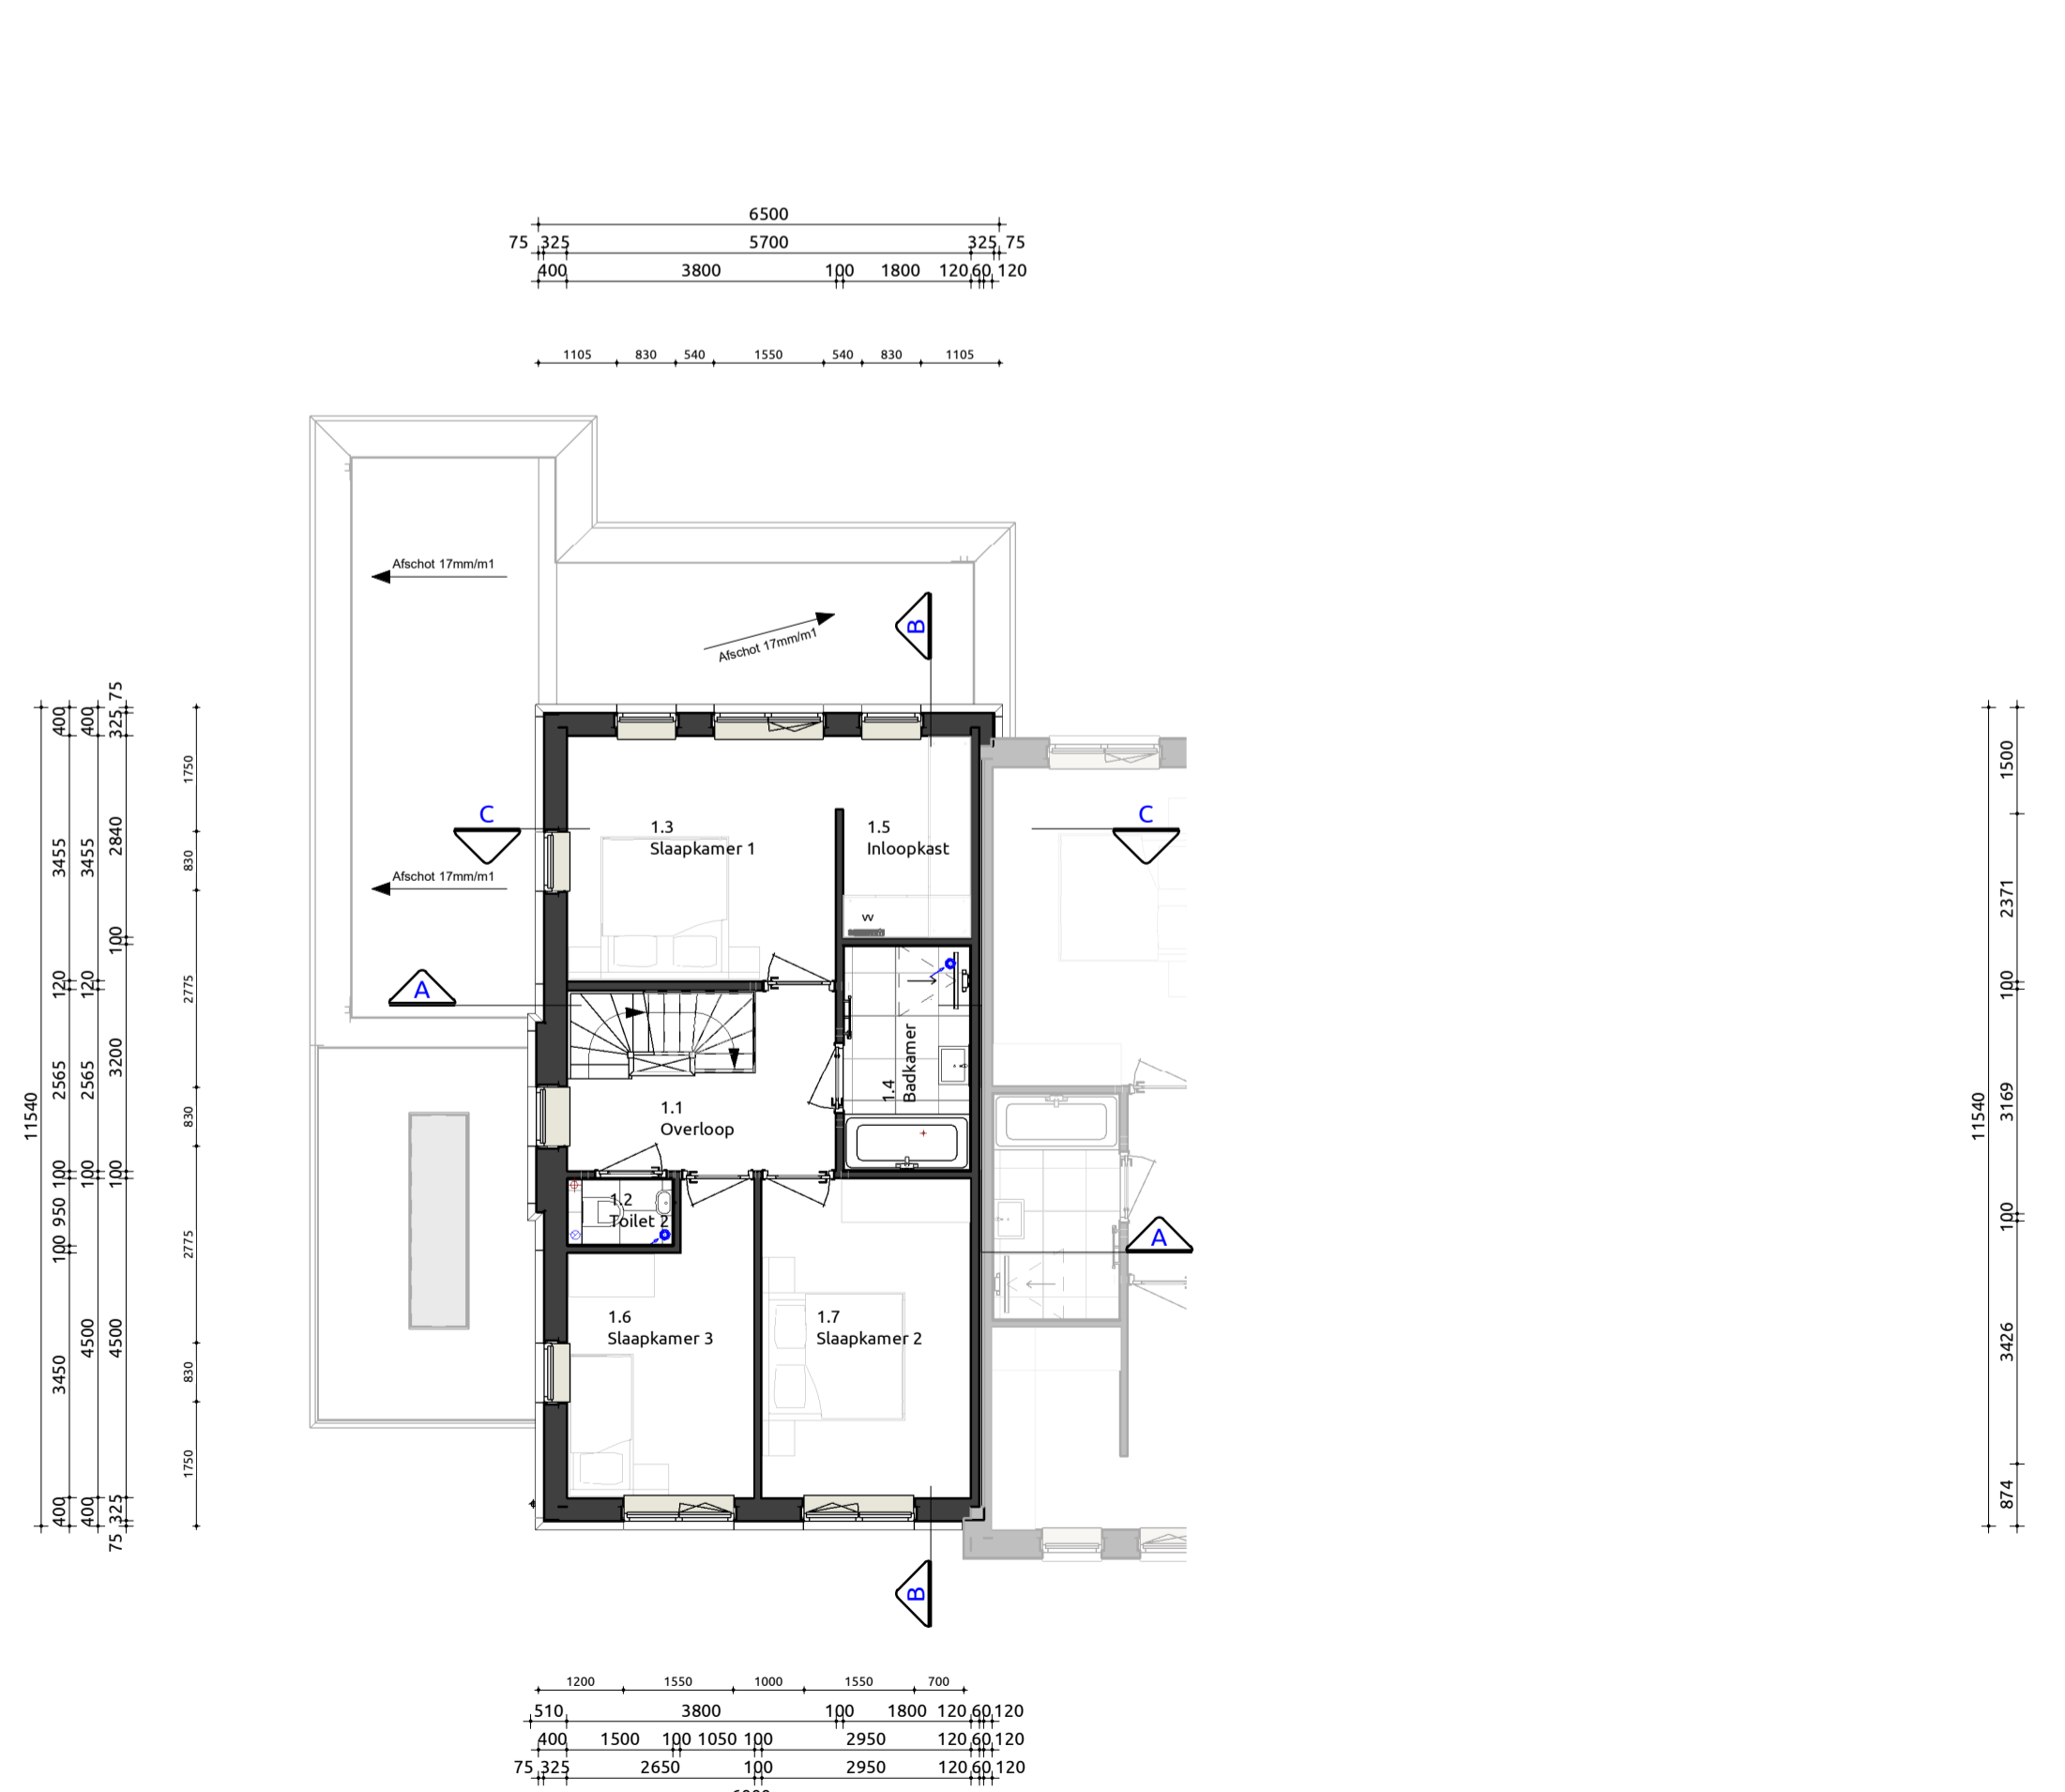 6500
75 325 5700 325 75
400 3800 100 1800 120 60 120
1105 830 540 1550 540 830 1105
Afschot 17mm/m1
Afschot 17mm/m1
B
C
C
1.3
Slaapkamer 1
1.5
Inloopkast
Afschot 17mm/m1
A
1.4
Badkamer
1.1
Overloop
1.2
Toilet 2
A
1.6
Slaapkamer 3
1.7
Slaapkamer 2
B
11540
400 3455 120 2565 100 950 100 3450 400
400 3455 120 2565 100 4500 400
75 325 2840 100 3200 100 4500 325 75
1750 830 2775 830 2775 830 1750
11540
1500 2371 100 3169 100 3426 874
1200 1550 1000 1550 700
510 3800 100 1800 120 60 120
400 1500 100 1050 100 2950 120 60 120
75 325 2650 100 2950 120 60 120